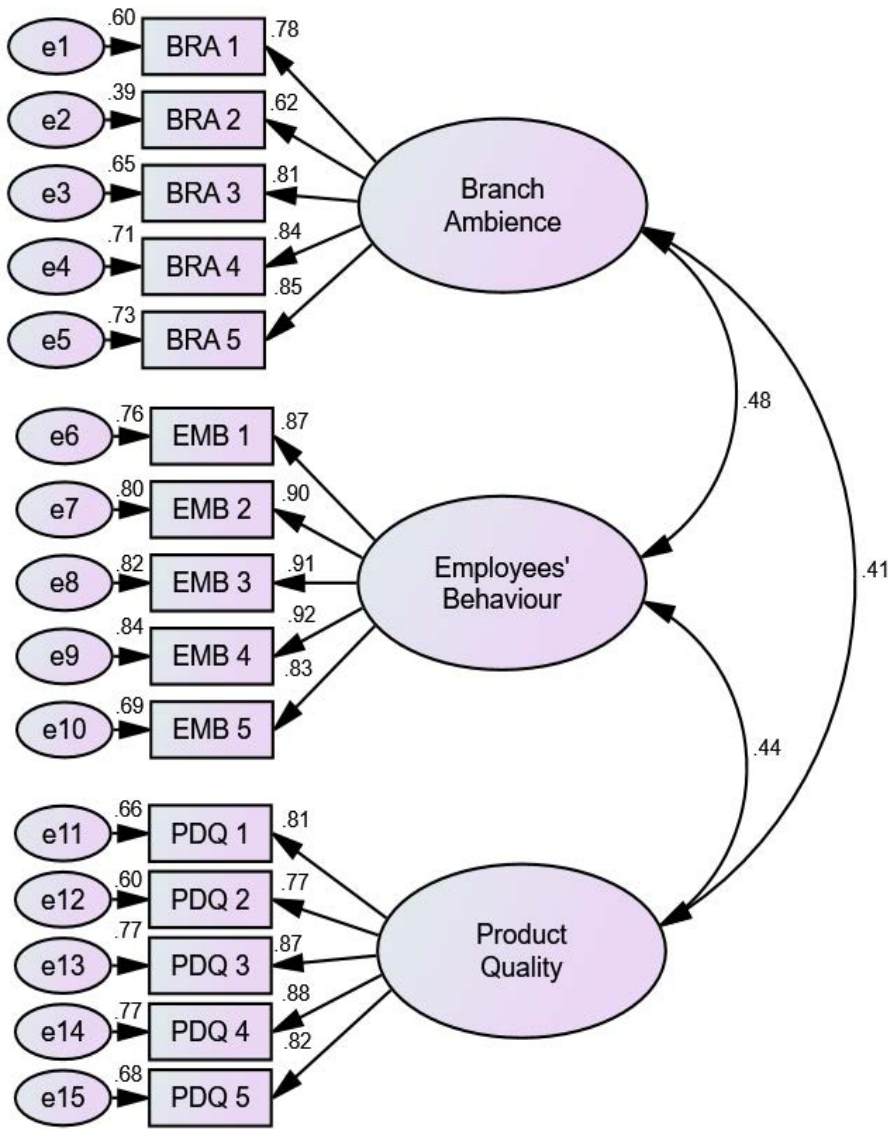 .60
e1
BRA 1
.78
.39
e2
BRA 2
.62
.65
e3
BRA 3
.81
.71
e4
BRA 4
.84
.73
e5
BRA 5
.85
Branch
Ambience
.48
.76
e6
EMB 1
.87
.80
e7
EMB 2
.90
.82
e8
EMB 3
.91
.84
e9
EMB 4
.92
.69
e10
EMB 5
.83
Employees'
Behaviour
.41
.44
.66
e11
PDQ 1
.81
.60
e12
PDQ 2
.77
.77
e13
PDQ 3
.87
.77
e14
PDQ 4
.88
.68
e15
PDQ 5
.82
Product
Quality